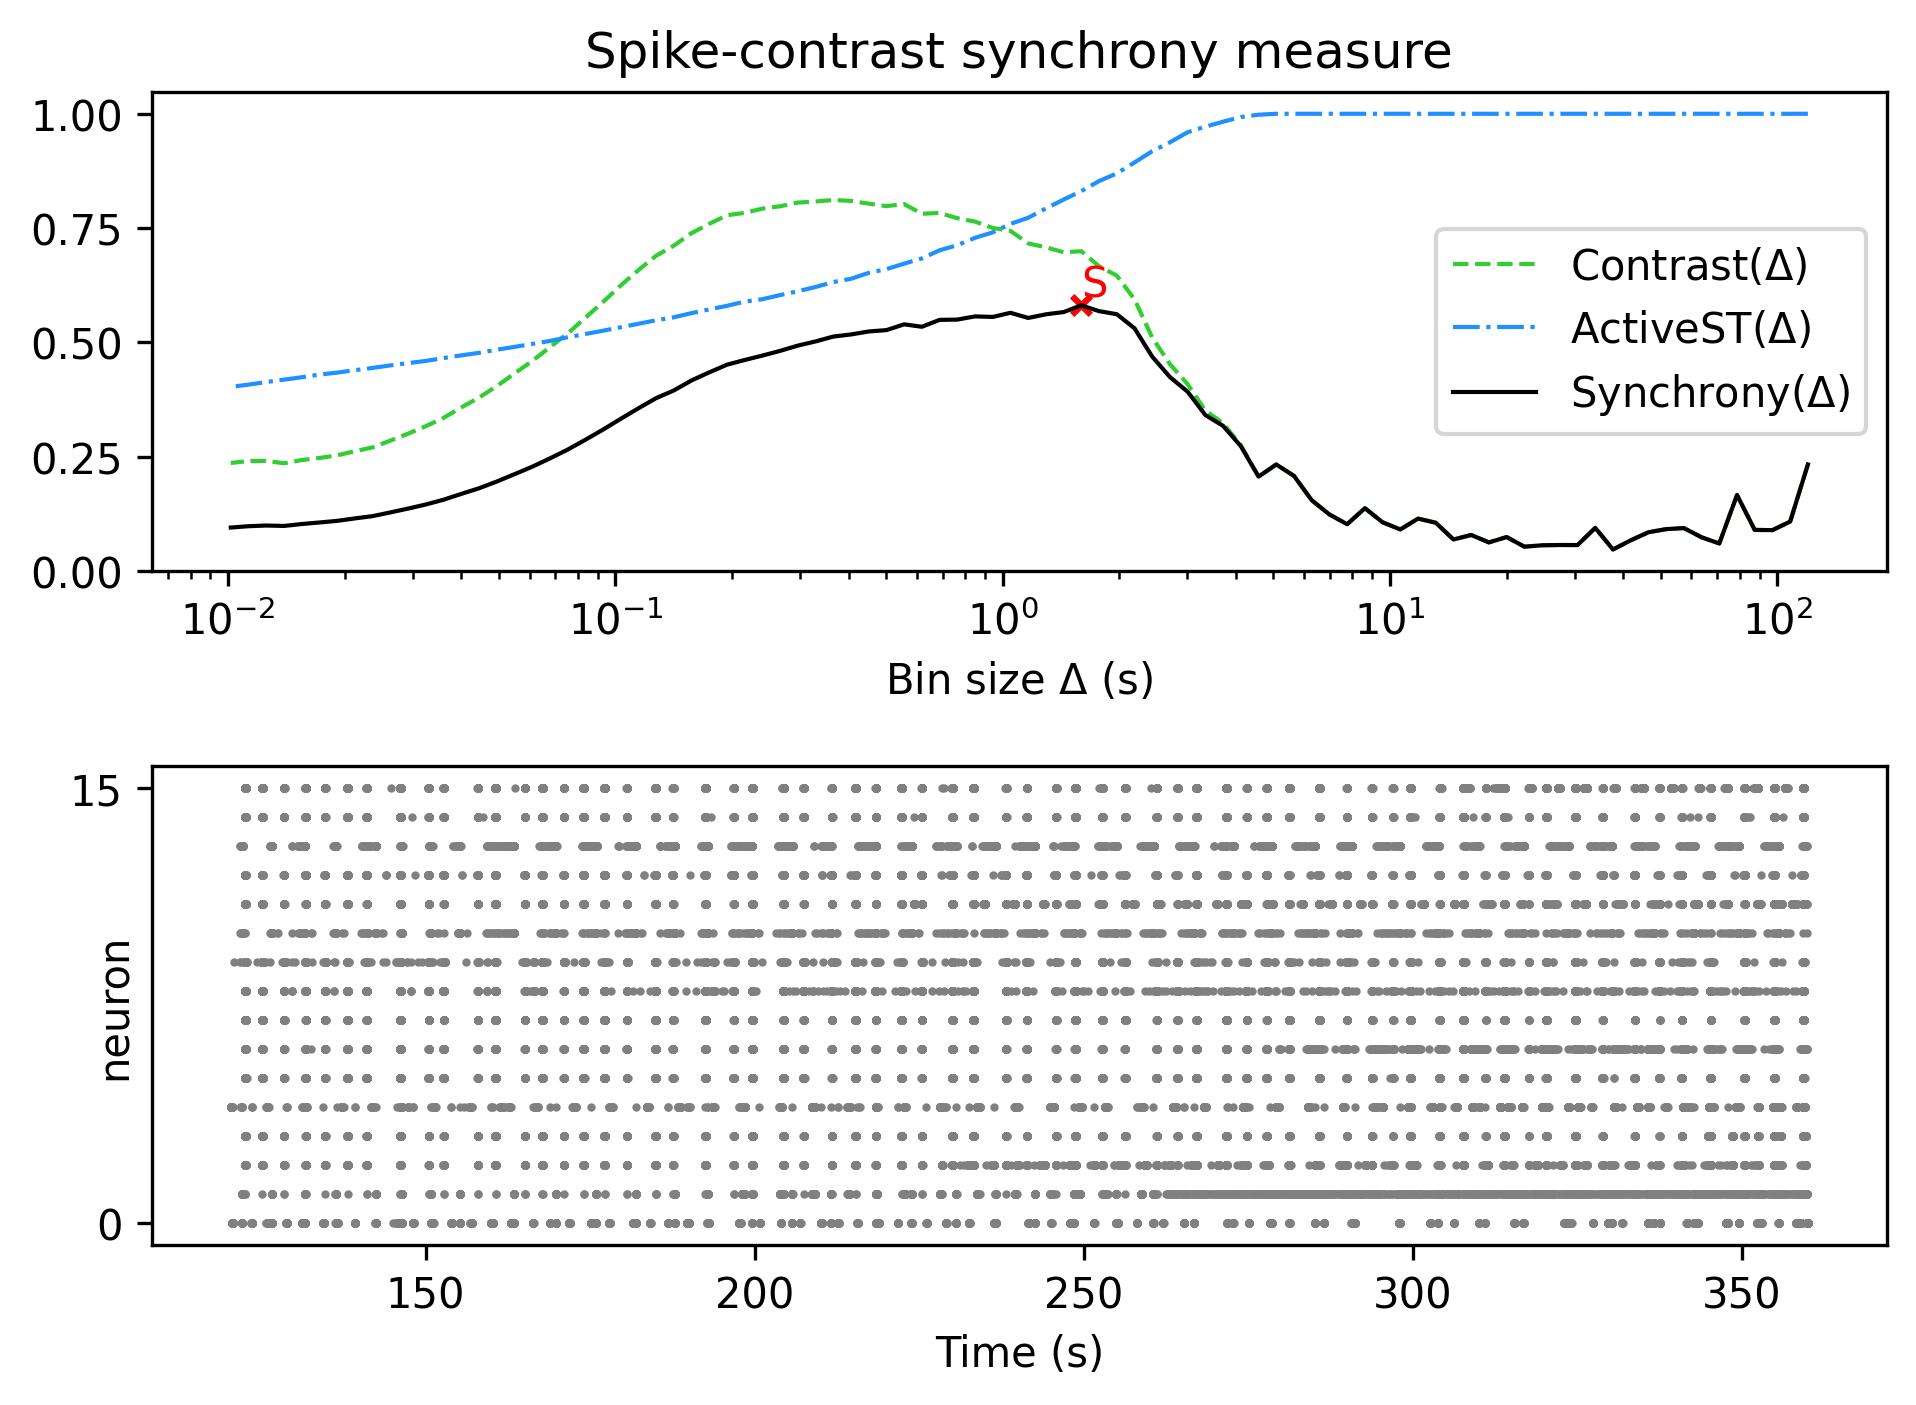 Spike-contrast synchrony measure
1.00
0.75
0.50
0.25
0.00
S
Contrast(Δ)
ActiveST(Δ)
Synchrony(Δ)
10⁻² 10⁻¹ 10⁰ 10¹ 10²
Bin size Δ (s)
15
0
neuron
150 200 250 300 350
Time (s)